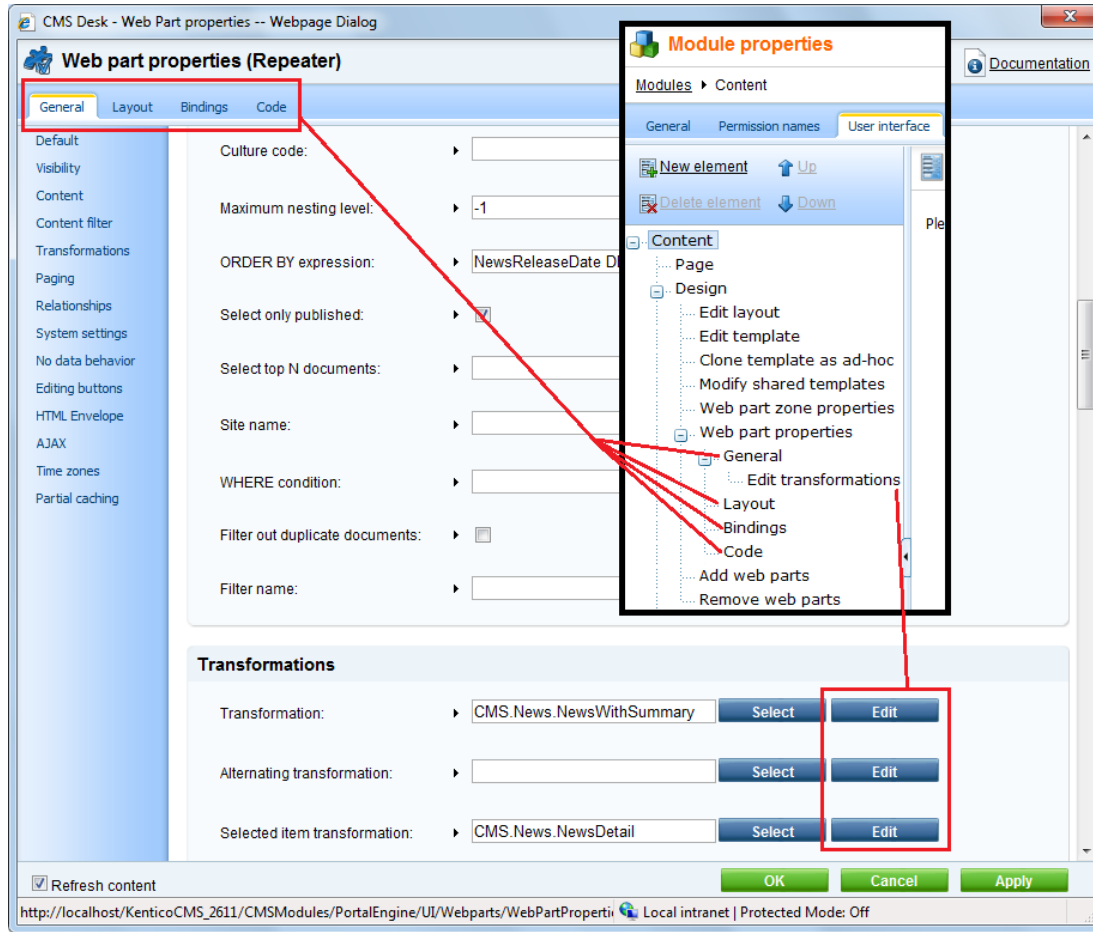 CMS Desk - Web Part properties -- Webpage Dialog
Web part properties (Repeater)
Documentation
General Layout Bindings Code
Default
Visibility
Content
Content filter
Transformations
Paging
Relationships
System settings
No data behavior
Editing buttons
HTML Envelope
AJAX
Time zones
Partial caching
Culture code:
Maximum nesting level: -1
ORDER BY expression: NewsReleaseDate
Select only published:
Select top N documents:
Site name:
WHERE condition:
Filter out duplicate documents:
Filter name:
Module properties
Modules Content
General Permission names User interface
New element Up
Delete element Down
Content
Page
Design
Edit layout
Edit template
Clone template as ad-hoc
Modify shared templates
Web part zone properties
Web part properties
General
Edit transformations
Layout
Bindings
Code
Add web parts
Remove web parts
Ple
Transformations
Transformation: CMS.News.NewsWithSummary Select Edit
Alternating transformation: Select Edit
Selected item transformation: CMS.News.NewsDetail Select Edit
Refresh content OK Cancel Apply
http://localhost/KenticoCMS_2611/CMSModules/PortalEngine/UI/Webparts/WebPartProperti Local intranet | Protected Mode: Off